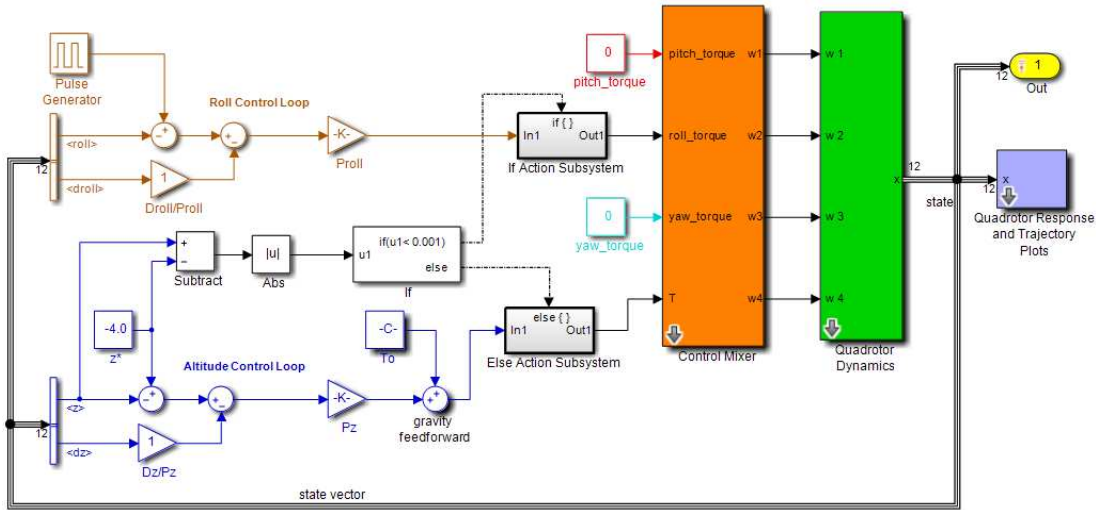 Pulse
Generator
Roll Control Loop
<roll>
12
<droll>
1
Droll/Proll
-K-
Proll
if { }
In1
Out1
If Action Subsystem
0
pitch_torque
0
yaw_torque
pitch_torque
roll_torque
yaw_torque
T
w1
w2
w3
w4
Control Mixer
w 1
w 2
w 3
w 4
x
Quadrotor
Dynamics
12
state
12
1
Out
12
x
Quadrotor Response
and Trajectory
Plots
Subtract
|u|
Abs
u1
if(u1< 0.001)
else
If
-4.0
z*
Altitude Control Loop
<z>
12
<dz>
1
Dz/Pz
-K-
Pz
-C-
To
gravity
feedforward
else { }
In1
Out1
Else Action Subsystem
state vector